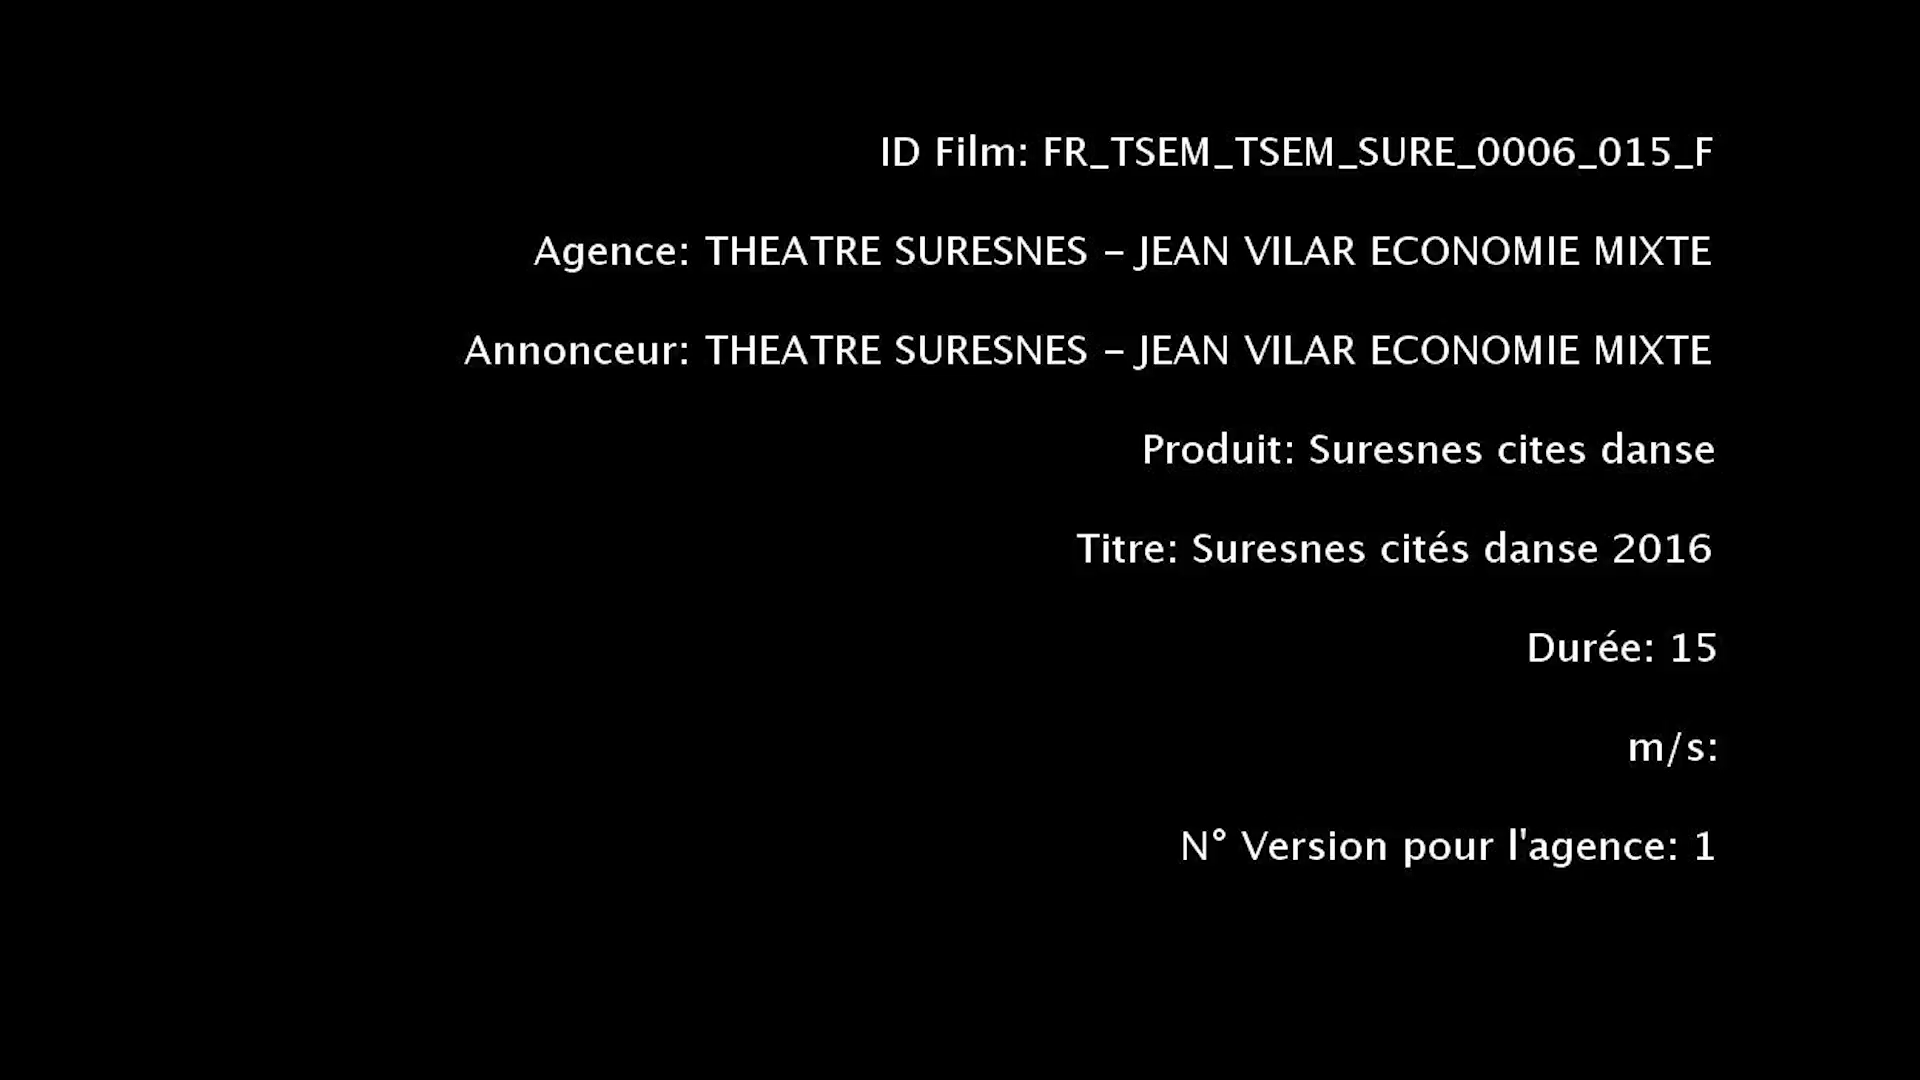 ID Film: FR_TSEM_TSEM_SURE_0006_015_F
Agence: THEATRE SURESNES – JEAN VILAR ECONOMIE MIXTE
Annonceur: THEATRE SURESNES – JEAN VILAR ECONOMIE MIXTE
Produit: Suresnes cites danse
Titre: Suresnes cités danse 2016
Durée: 15
m/s:
N° Version pour l'agence: 1